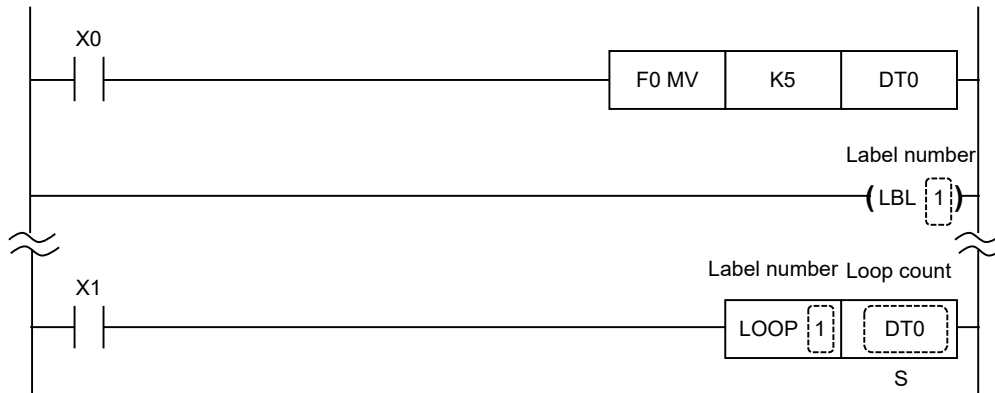 X0
F0 MV K5 DT0
Label number
( LBL 1 )
Label number Loop count
X1
LOOP 1 DT0
S